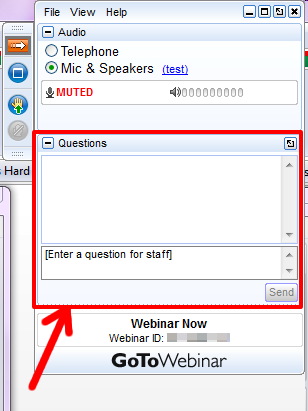 File View Help
Audio
Telephone
Mic & Speakers (test)
MUTED
Questions
s Hard
[Enter a question for staff]
Send
Webinar Now
Webinar ID:
GoToWebinar